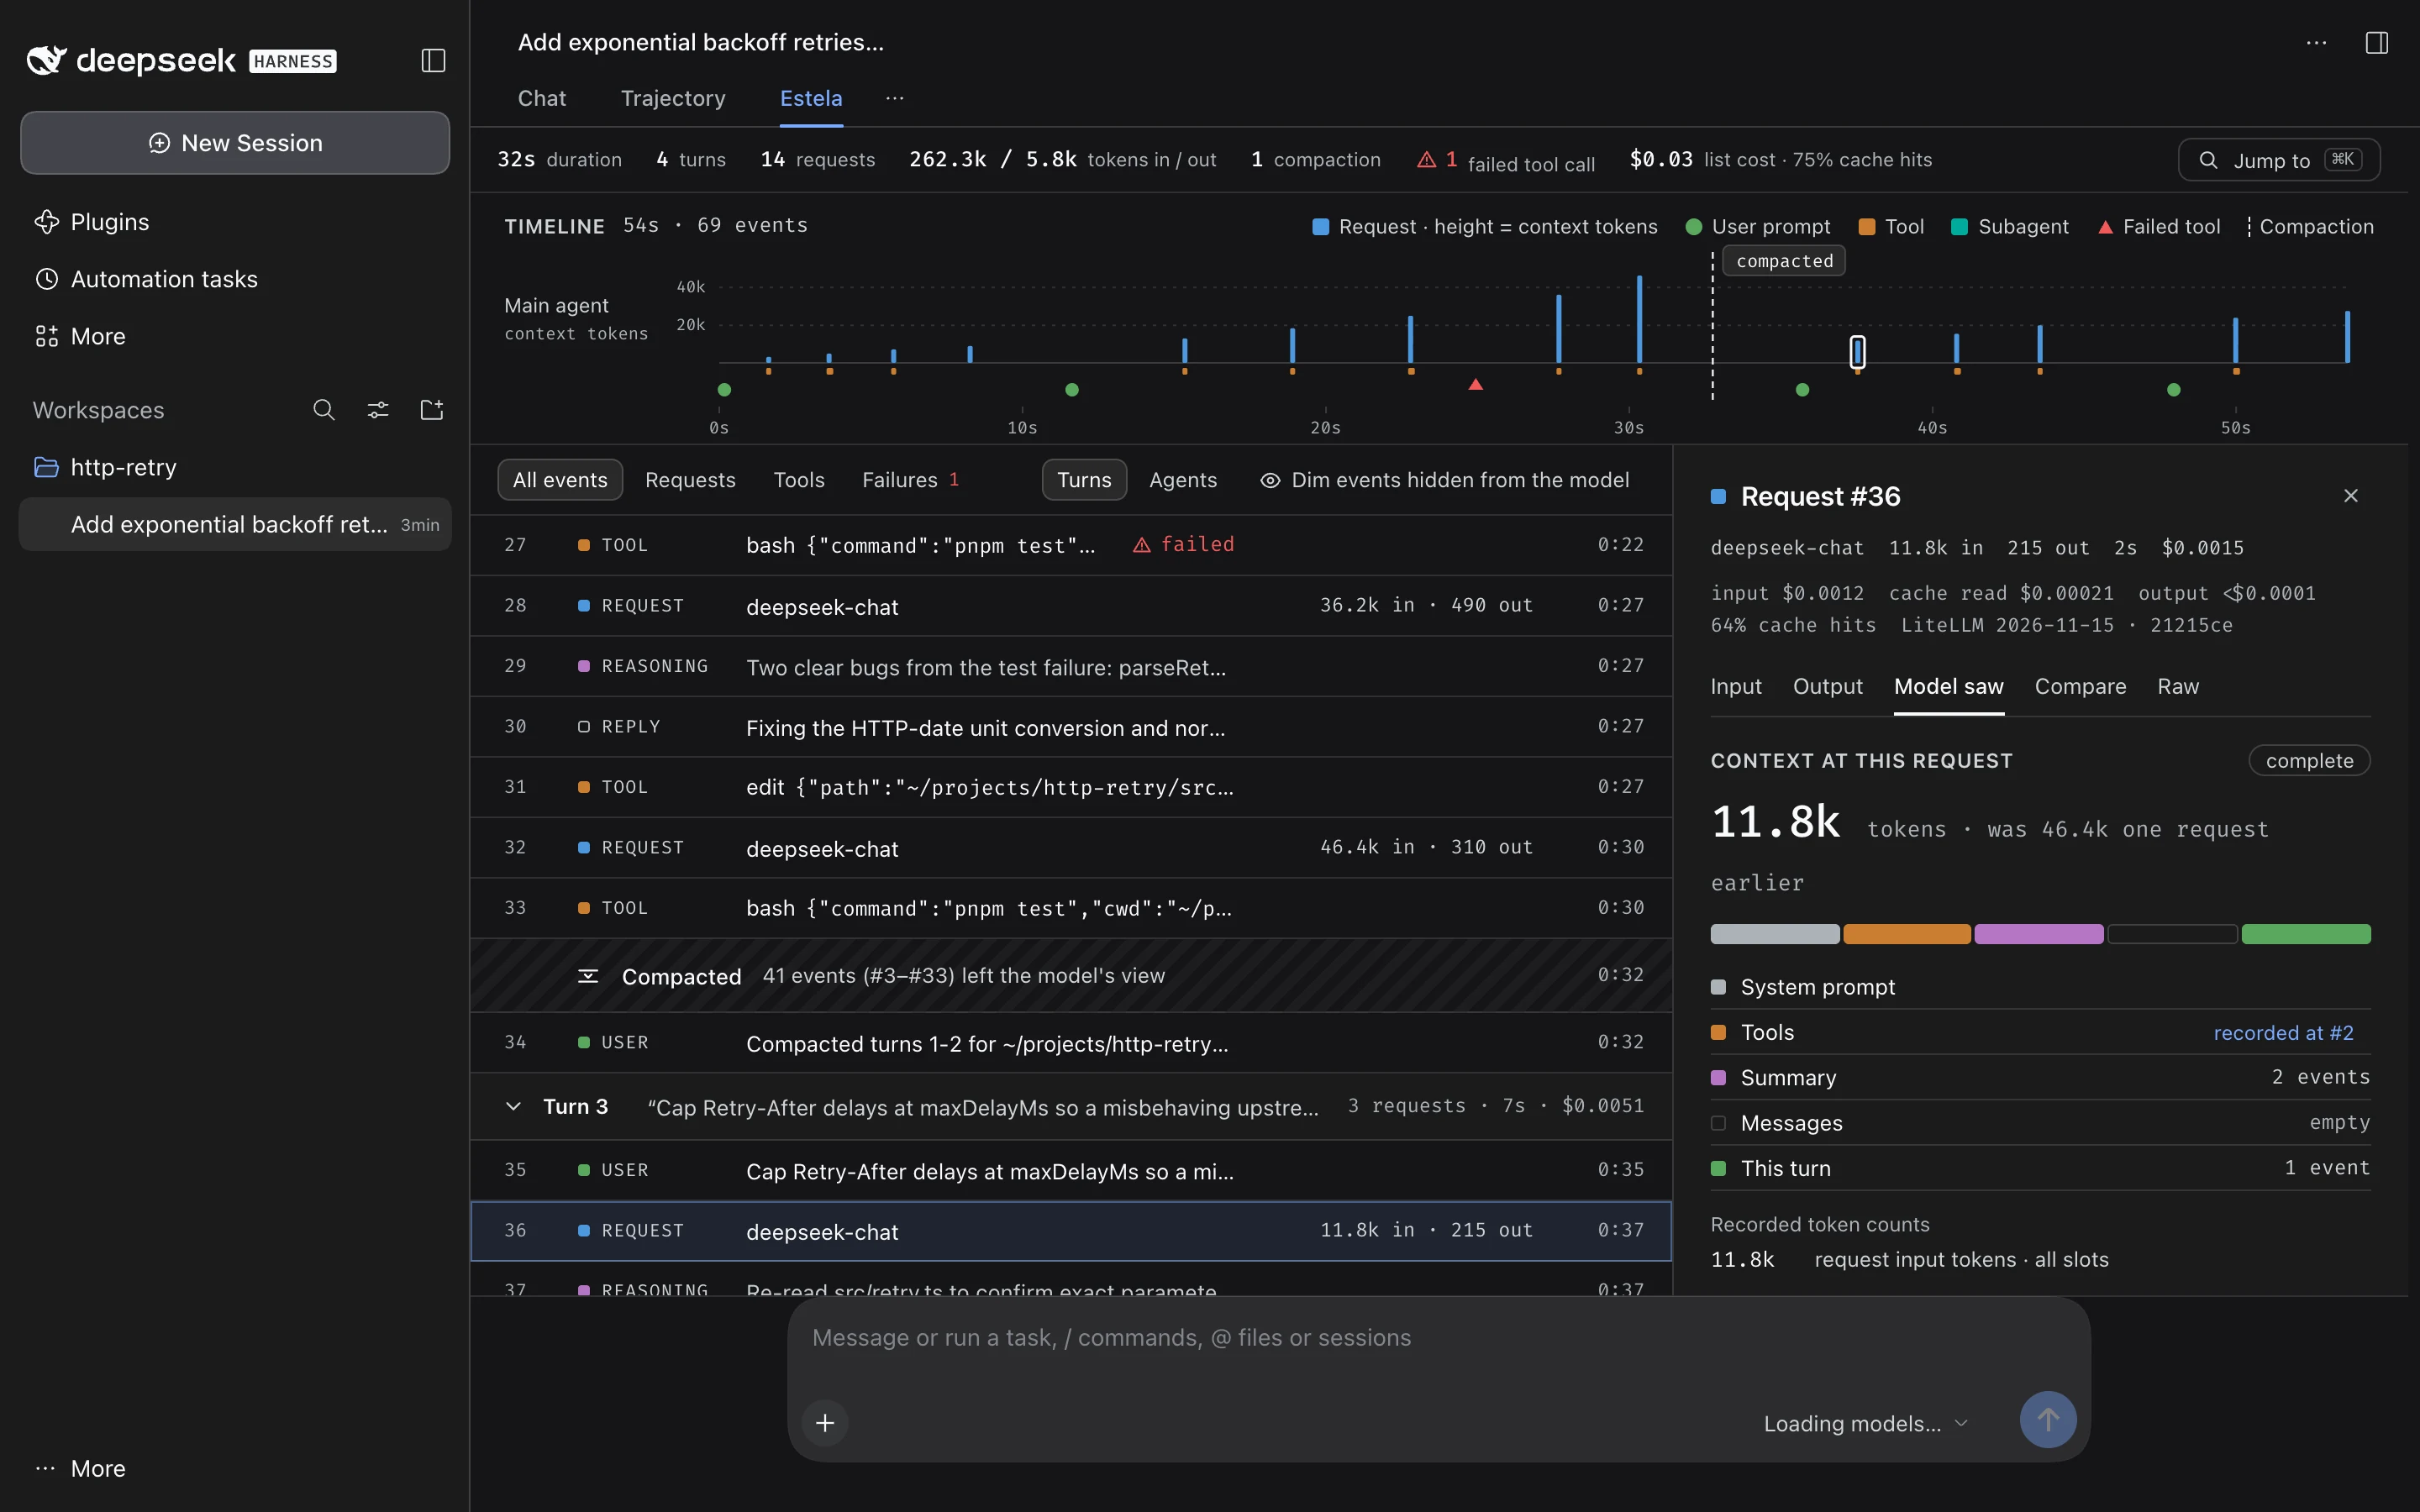 deepseek HARNESS
New Session
Plugins
Automation tasks
More
Workspaces
http-retry
Add exponential backoff ret... 3min
More
Add exponential backoff retries...
Chat Trajectory Estela ...
32s duration 4 turns 14 requests 262.3k / 5.8k tokens in / out 1 compaction 1 failed tool call $0.03 list cost · 75% cache hits
Jump to ⌘K
TIMELINE 54s · 69 events
Request · height = context tokens User prompt Tool Subagent Failed tool Compaction
compacted
Main agent
context tokens
40k
20k
0s 10s 20s 30s 40s 50s
All events Requests Tools Failures 1 Turns Agents Dim events hidden from the model
27 TOOL bash {"command":"pnpm test"... failed 0:22
28 REQUEST deepseek-chat 36.2k in · 490 out 0:27
29 REASONING Two clear bugs from the test failure: parseRet... 0:27
30 REPLY Fixing the HTTP-date unit conversion and nor... 0:27
31 TOOL edit {"path":"~/projects/http-retry/src... 0:27
32 REQUEST deepseek-chat 46.4k in · 310 out 0:30
33 TOOL bash {"command":"pnpm test","cwd":"~/p... 0:30
Compacted 41 events (#3–#33) left the model's view 0:32
34 USER Compacted turns 1-2 for ~/projects/http-retry... 0:32
Turn 3 “Cap Retry-After delays at maxDelayMs so a misbehaving upstre... 3 requests · 7s · $0.0051
35 USER Cap Retry-After delays at maxDelayMs so a mi... 0:35
36 REQUEST deepseek-chat 11.8k in · 215 out 0:37
37 REASONING Re-read src/retry.ts to confirm exact paramete... 0:37
Request #36
deepseek-chat 11.8k in 215 out 2s $0.0015
input $0.0012 cache read $0.00021 output <$0.0001
64% cache hits LiteLLM 2026-11-15 · 21215ce
Input Output Model saw Compare Raw
CONTEXT AT THIS REQUEST complete
11.8k tokens · was 46.4k one request
earlier
System prompt
Tools recorded at #2
Summary 2 events
Messages empty
This turn 1 event
Recorded token counts
11.8k request input tokens · all slots
Message or run a task, / commands, @ files or sessions
Loading models...